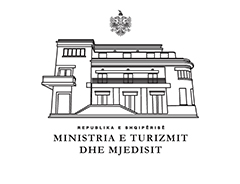 REPUBLIKA E SHQIPËRISË
MINISTRIA E TURIZMIT
DHE MJEDISIT